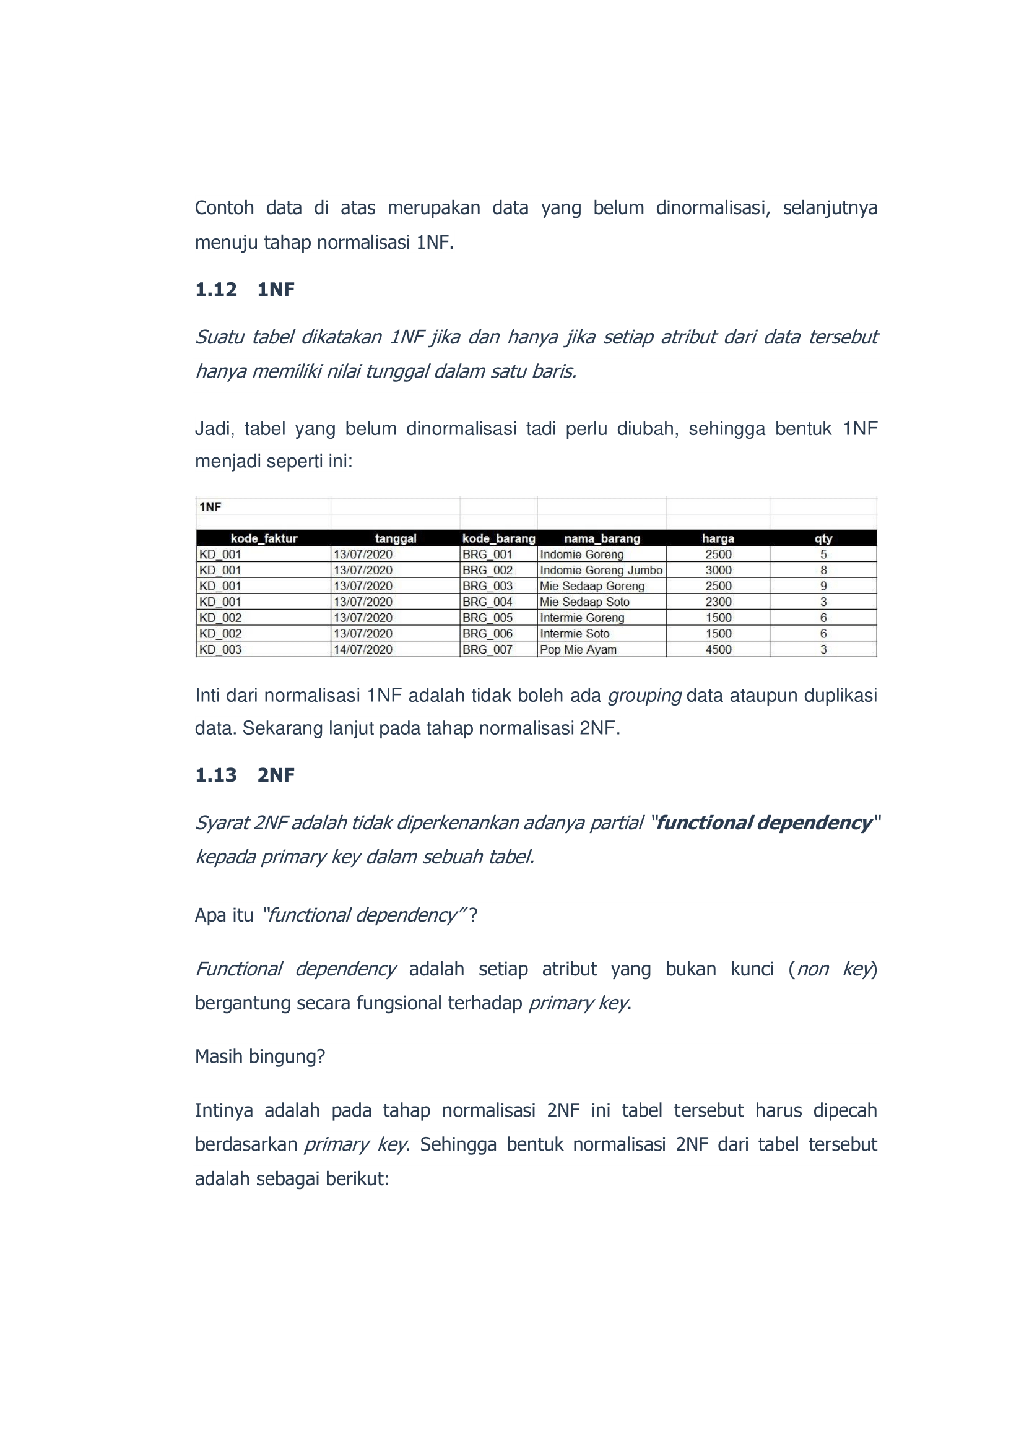 Contoh data di atas merupakan data yang belum dinormalisasi, selanjutnya
menuju tahap normalisasi 1NF.
1.12 1NF
Suatu tabel dikatakan 1NF jika dan hanya jika setiap atribut dari data tersebut
hanya memiliki nilai tunggal dalam satu baris.
Jadi, tabel yang belum dinormalisasi tadi perlu diubah, sehingga bentuk 1NF
menjadi seperti ini:
1NF
kode_faktur tanggal kode_barang nama_barang harga qty
KD_001 13/07/2020 BRG_001 Indomie Goreng 2500 5
KD_001 13/07/2020 BRG_002 Indomie Goreng Jumbo 3000 8
KD_001 13/07/2020 BRG_003 Mie Sedaap Goreng 2500 9
KD_001 13/07/2020 BRG_004 Mie Sedaap Soto 2300 3
KD_002 13/07/2020 BRG_005 Intermie Goreng 1500 6
KD_002 13/07/2020 BRG_006 Intermie Soto 1500 6
KD_003 14/07/2020 BRG_007 Pop Mie Ayam 4500 3
Inti dari normalisasi 1NF adalah tidak boleh ada grouping data ataupun duplikasi
data. Sekarang lanjut pada tahap normalisasi 2NF.
1.13 2NF
Syarat 2NF adalah tidak diperkenankan adanya partial "functional dependency"
kepada primary key dalam sebuah tabel.
Apa itu "functional dependency"?
Functional dependency adalah setiap atribut yang bukan kunci (non key)
bergantung secara fungsional terhadap primary key.
Masih bingung?
Intinya adalah pada tahap normalisasi 2NF ini tabel tersebut harus dipecah
berdasarkan primary key. Sehingga bentuk normalisasi 2NF dari tabel tersebut
adalah sebagai berikut: